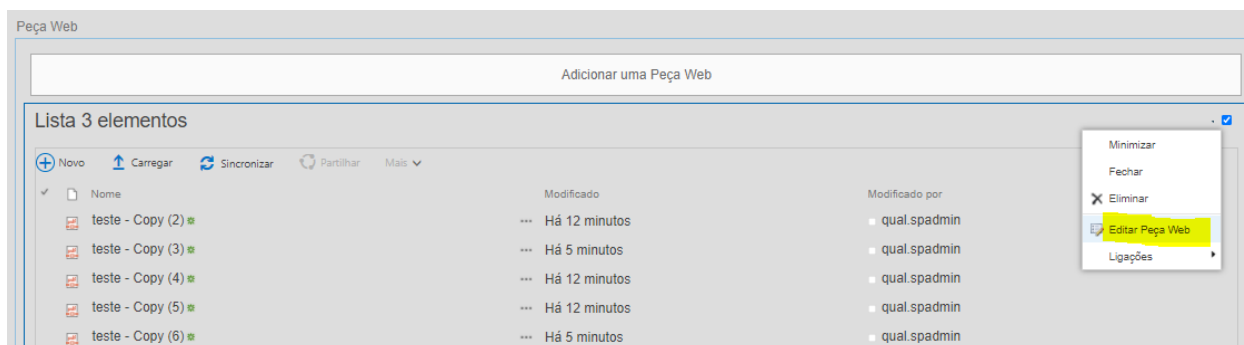 Peça Web
Adicionar uma Peça Web
Lista 3 elementos
Novo Carregar Sincronizar Partilhar Mais
Nome Modificado Modificado por
teste - Copy (2) ... Há 12 minutos qual.spadmin
teste - Copy (3) ... Há 5 minutos qual.spadmin
teste - Copy (4) ... Há 12 minutos qual.spadmin
teste - Copy (5) ... Há 12 minutos qual.spadmin
teste - Copy (6) ... Há 5 minutos qual.spadmin
Minimizar
Fechar
Eliminar
Editar Peça Web
Ligações